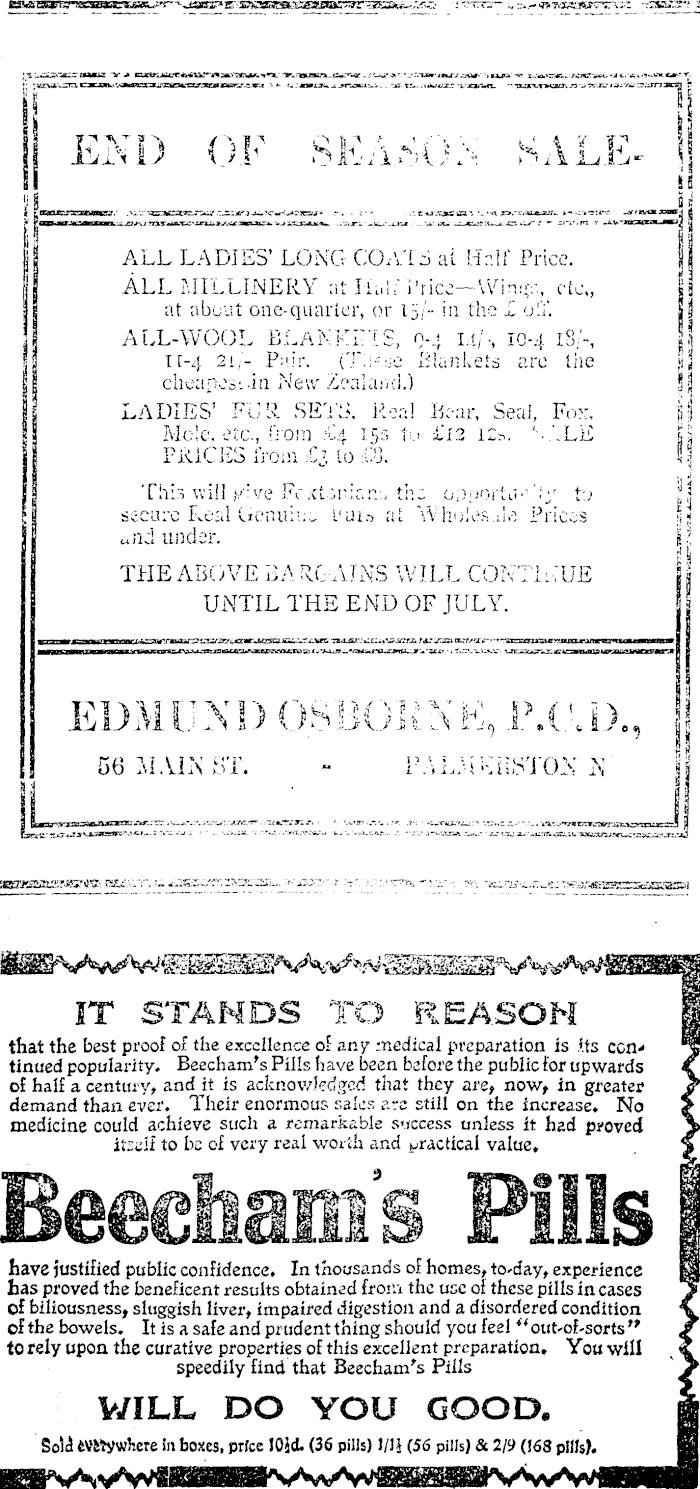 END OF SEASON SALE-
ALL LADIES' LONG COATS at Half Price.
ALL MILLINERY at Half Price—Wings, etc.,
at about one-quarter, or 15/- in the £ off.
ALL-WOOL BLANKETS, 9-4 14/-, 10-4 18/-,
11-4 21/- Pair. (These Blankets are the
cheapest in New Zealand.)
LADIES' FUR SETS, Real Bear, Seal, Fox,
Mole, etc., from £4 15s to £12 12s. SALE
PRICES from £3 to £8.
This will give Foxtonians the opportunity to
secure Real Genuine Furs at Wholesale Prices
and under.
THE ABOVE BARGAINS WILL CONTINUE
UNTIL THE END OF JULY.
EDMUND OSBORNE, P.C.D.,
56 MAIN ST. - PALMERSTON N
IT STANDS TO REASON
that the best proof of the excellence of any medical preparation is its con-
tinued popularity. Beecham's Pills have been before the public for upwards
of half a century, and it is acknowledged that they are, now, in greater
demand than ever. Their enormous sales are still on the increase. No
medicine could achieve such a remarkable success unless it had proved
itself to be of very real worth and practical value.
Beecham's Pills
have justified public confidence. In thousands of homes, to-day, experience
has proved the beneficent results obtained from the use of these pills in cases
of biliousness, sluggish liver, impaired digestion and a disordered condition
of the bowels. It is a safe and prudent thing should you feel "out-of-sorts"
to rely upon the curative properties of this excellent preparation. You will
speedily find that Beecham's Pills
WILL DO YOU GOOD.
Sold everywhere in boxes, price 10½d. (36 pills) 1/1½ (56 pills) & 2/9 (168 pills).